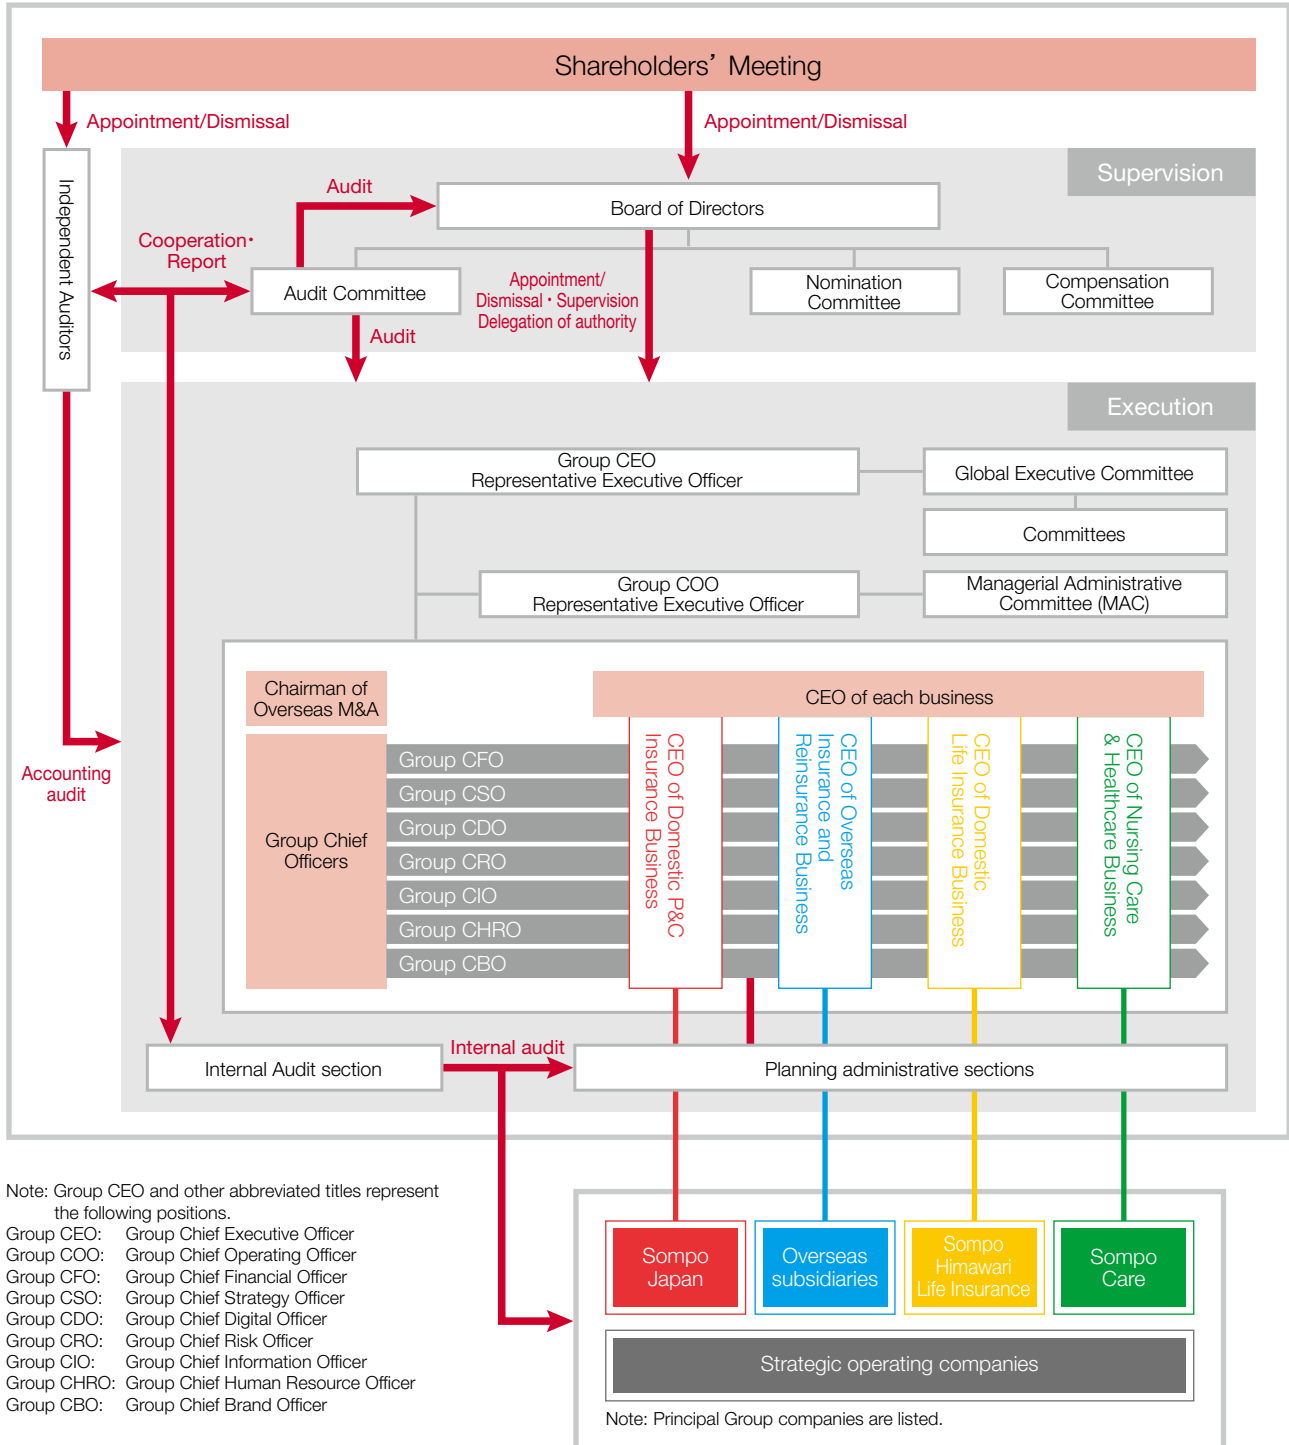 Shareholders’ Meeting
Appointment/Dismissal
Appointment/Dismissal
Independent Auditors
Supervision
Audit
Board of Directors
Cooperation・
Report
Audit Committee
Appointment/
Dismissal・Supervision
Delegation of authority
Nomination
Committee
Compensation
Committee
Audit
Execution
Group CEO
Representative Executive Officer
Global Executive Committee
Committees
Group COO
Representative Executive Officer
Managerial Administrative
Committee (MAC)
Chairman of
Overseas M&A
CEO of each business
Accounting
audit
Group Chief
Officers
Group CFO
Group CSO
Group CDO
Group CRO
Group CIO
Group CHRO
Group CBO
CEO of Domestic P&C
Insurance Business
CEO of Overseas
Insurance and
Reinsurance Business
CEO of Domestic
Life Insurance Business
CEO of Nursing Care
& Healthcare Business
Internal Audit section
Internal audit
Planning administrative sections
Note: Group CEO and other abbreviated titles represent
the following positions.
Group CEO: Group Chief Executive Officer
Group COO: Group Chief Operating Officer
Group CFO: Group Chief Financial Officer
Group CSO: Group Chief Strategy Officer
Group CDO: Group Chief Digital Officer
Group CRO: Group Chief Risk Officer
Group CIO: Group Chief Information Officer
Group CHRO: Group Chief Human Resource Officer
Group CBO: Group Chief Brand Officer
Sompo
Japan
Overseas
subsidiaries
Sompo
Himawari
Life Insurance
Sompo
Care
Strategic operating companies
Note: Principal Group companies are listed.